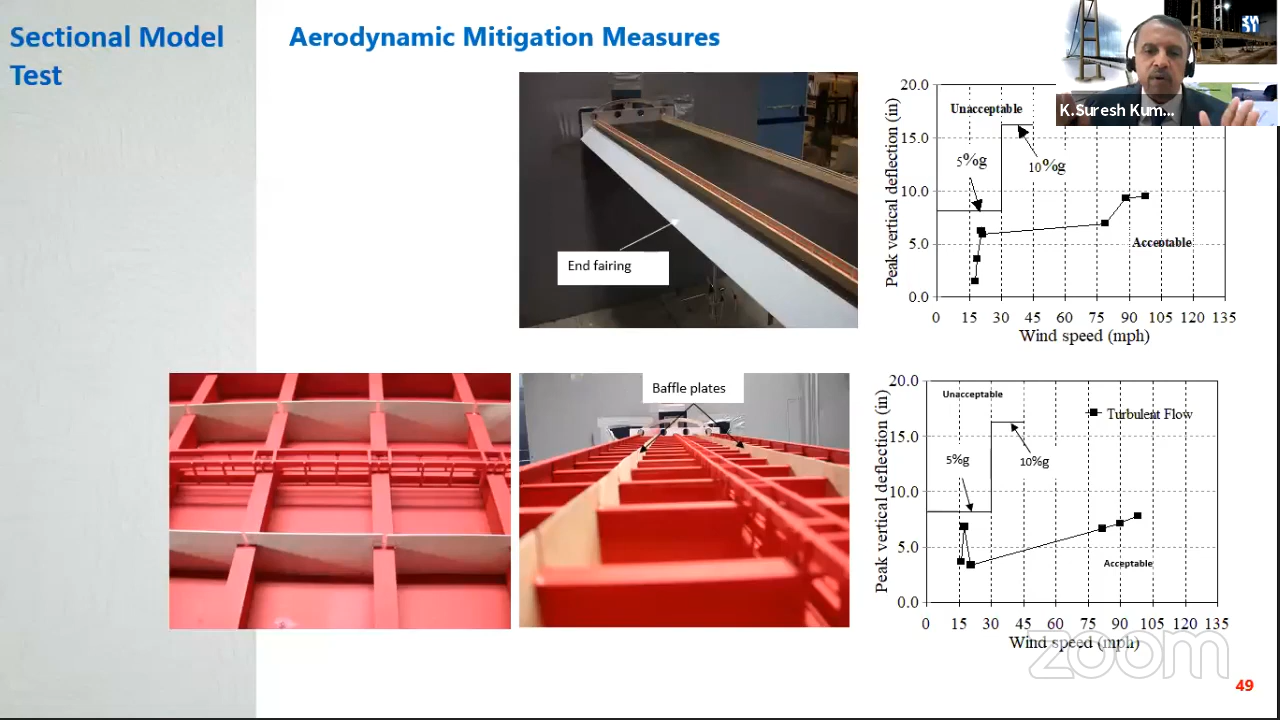 Sectional Model
Test
Aerodynamic Mitigation Measures
K.Suresh Kum...
End fairing
Peak vertical deflection (in)
20.0
15.0
10.0
5.0
0.0
Unacceptable
5%g
10%g
Acceptable
0 15 30 45 60 75 90 105 120 135
Wind speed (mph)
Baffle plates
Peak vertical deflection (in)
20.0
15.0
10.0
5.0
0.0
Unacceptable
Turbulent Flow
5%g
10%g
Acceptable
0 15 30 45 60 75 90 105 120 135
Wind speed (mph)
zoom
49